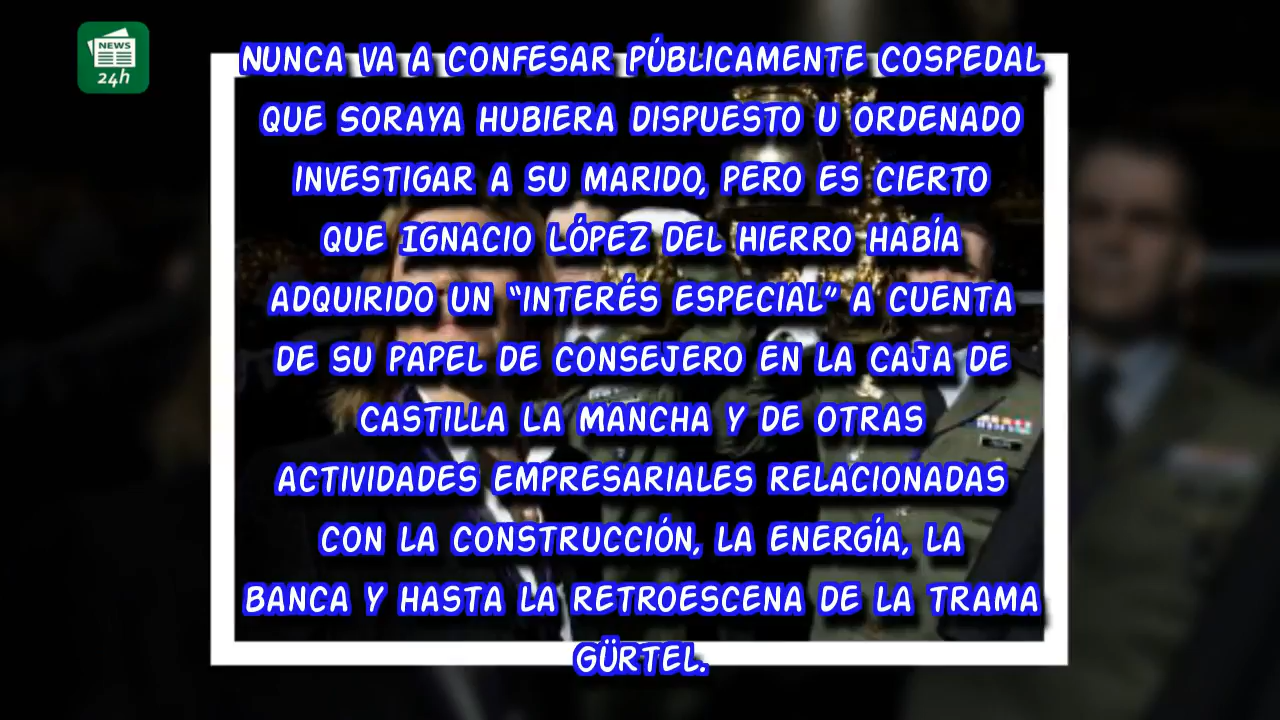 NEWS
24h
NUNCA VA A CONFESAR PÚBLICAMENTE COSPEDAL
QUE SORAYA HUBIERA DISPUESTO U ORDENADO
INVESTIGAR A SU MARIDO, PERO ES CIERTO
QUE IGNACIO LÓPEZ DEL HIERRO HABÍA
ADQUIRIDO UN “INTERÉS ESPECIAL” A CUENTA
DE SU PAPEL DE CONSEJERO EN LA CAJA DE
CASTILLA LA MANCHA Y DE OTRAS
ACTIVIDADES EMPRESARIALES RELACIONADAS
CON LA CONSTRUCCIÓN, LA ENERGÍA, LA
BANCA Y HASTA LA RETROESCENA DE LA TRAMA
GÜRTEL.